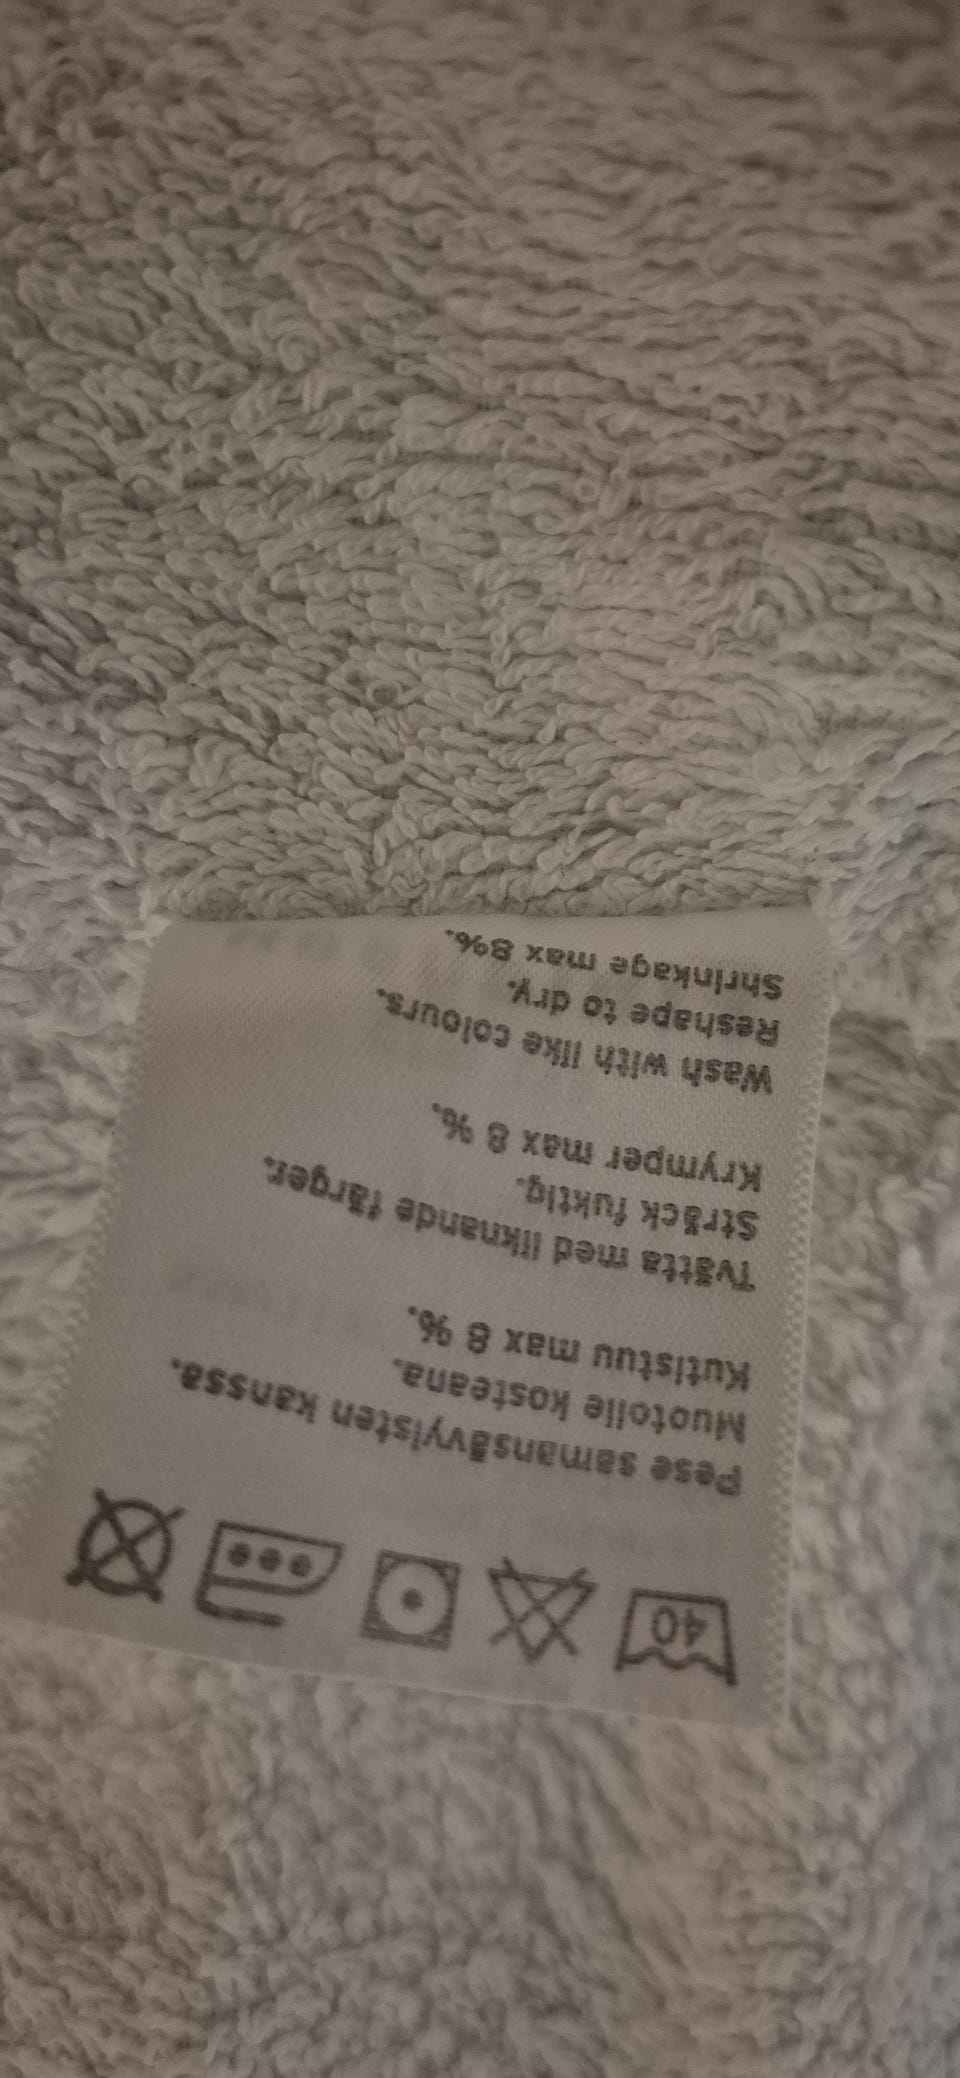 40
Pese samansävyisten kanssa.
Muotoile kosteana.
Kutistuu max 8 %.
Tvätta med liknande färger.
Sträck fuktig.
Krymper max 8 %.
Wash with like colours.
Reshape to dry.
Shrinkage max 8%.